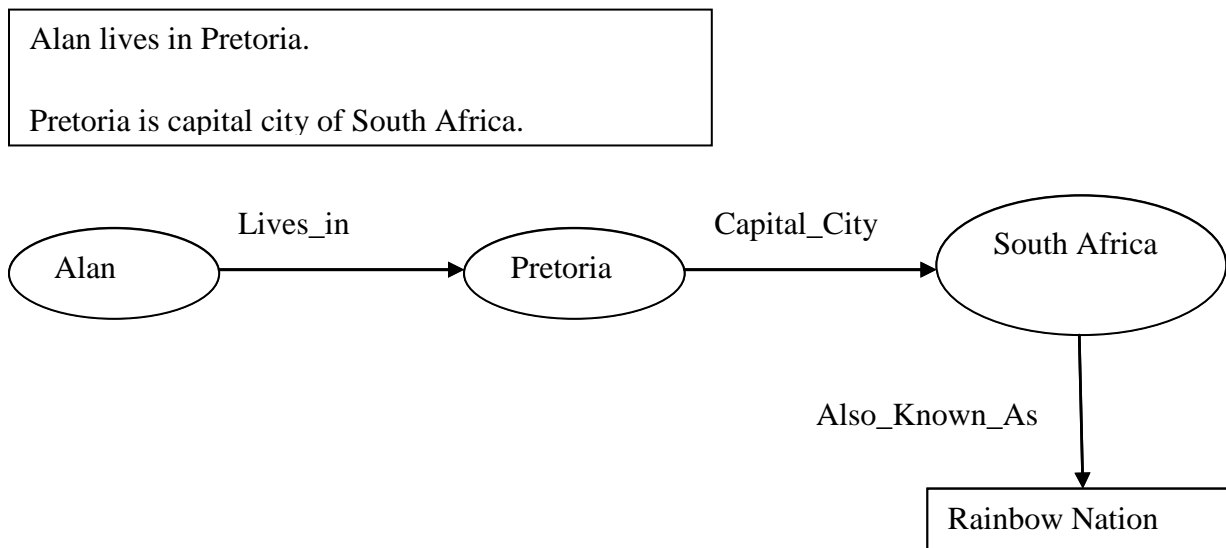 Alan lives in Pretoria.
Pretoria is capital city of South Africa.
Lives_in
Capital_City
Alan
Pretoria
South Africa
Also_Known_As
Rainbow Nation